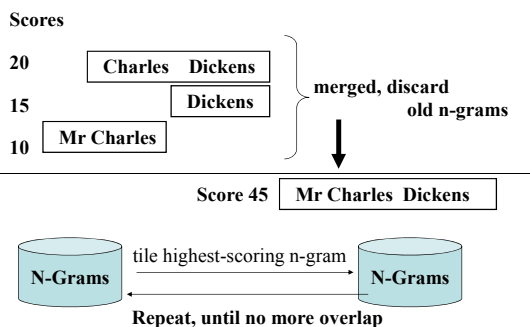 Scores
20 Charles Dickens
15 Dickens
10 Mr Charles
merged, discard
old n-grams
Score 45 Mr Charles Dickens
N-Grams
tile highest-scoring n-gram
N-Grams
Repeat, until no more overlap